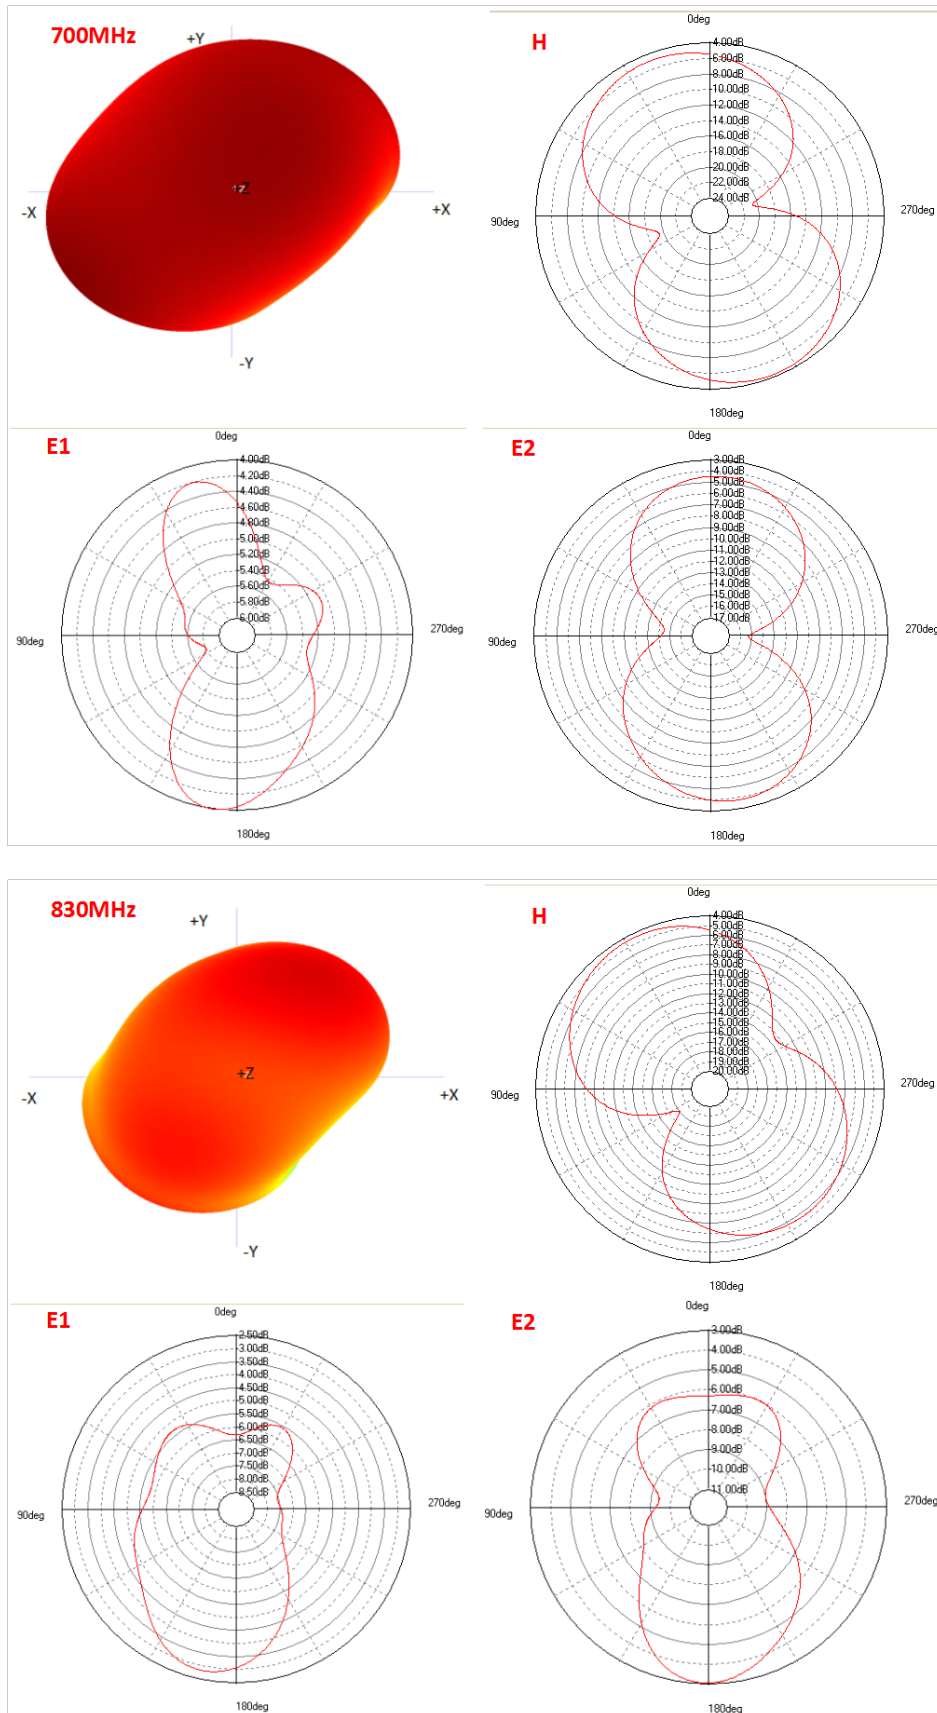 700MHz
+Y
+Z
-X
+X
-Y
H
0deg
4.00dB
6.00dB
8.00dB
10.00dB
12.00dB
14.00dB
16.00dB
18.00dB
20.00dB
22.00dB
24.00dB
90deg
270deg
180deg
E1
0deg
4.00dB
4.20dB
4.40dB
4.60dB
4.80dB
5.00dB
5.20dB
5.40dB
5.60dB
5.80dB
6.00dB
90deg
270deg
180deg
E2
0deg
3.00dB
4.00dB
5.00dB
6.00dB
7.00dB
8.00dB
9.00dB
10.00dB
11.00dB
12.00dB
13.00dB
14.00dB
15.00dB
16.00dB
17.00dB
90deg
270deg
180deg
830MHz
+Y
+Z
-X
+X
-Y
H
0deg
4.00dB
5.00dB
6.00dB
7.00dB
8.00dB
9.00dB
10.00dB
11.00dB
12.00dB
13.00dB
14.00dB
15.00dB
16.00dB
17.00dB
18.00dB
19.00dB
20.00dB
90deg
270deg
180deg
E1
0deg
2.50dB
3.00dB
3.50dB
4.00dB
4.50dB
5.00dB
5.50dB
6.00dB
6.50dB
7.00dB
7.50dB
8.00dB
8.50dB
90deg
270deg
180deg
E2
0deg
3.00dB
4.00dB
5.00dB
6.00dB
7.00dB
8.00dB
9.00dB
10.00dB
11.00dB
90deg
270deg
180deg